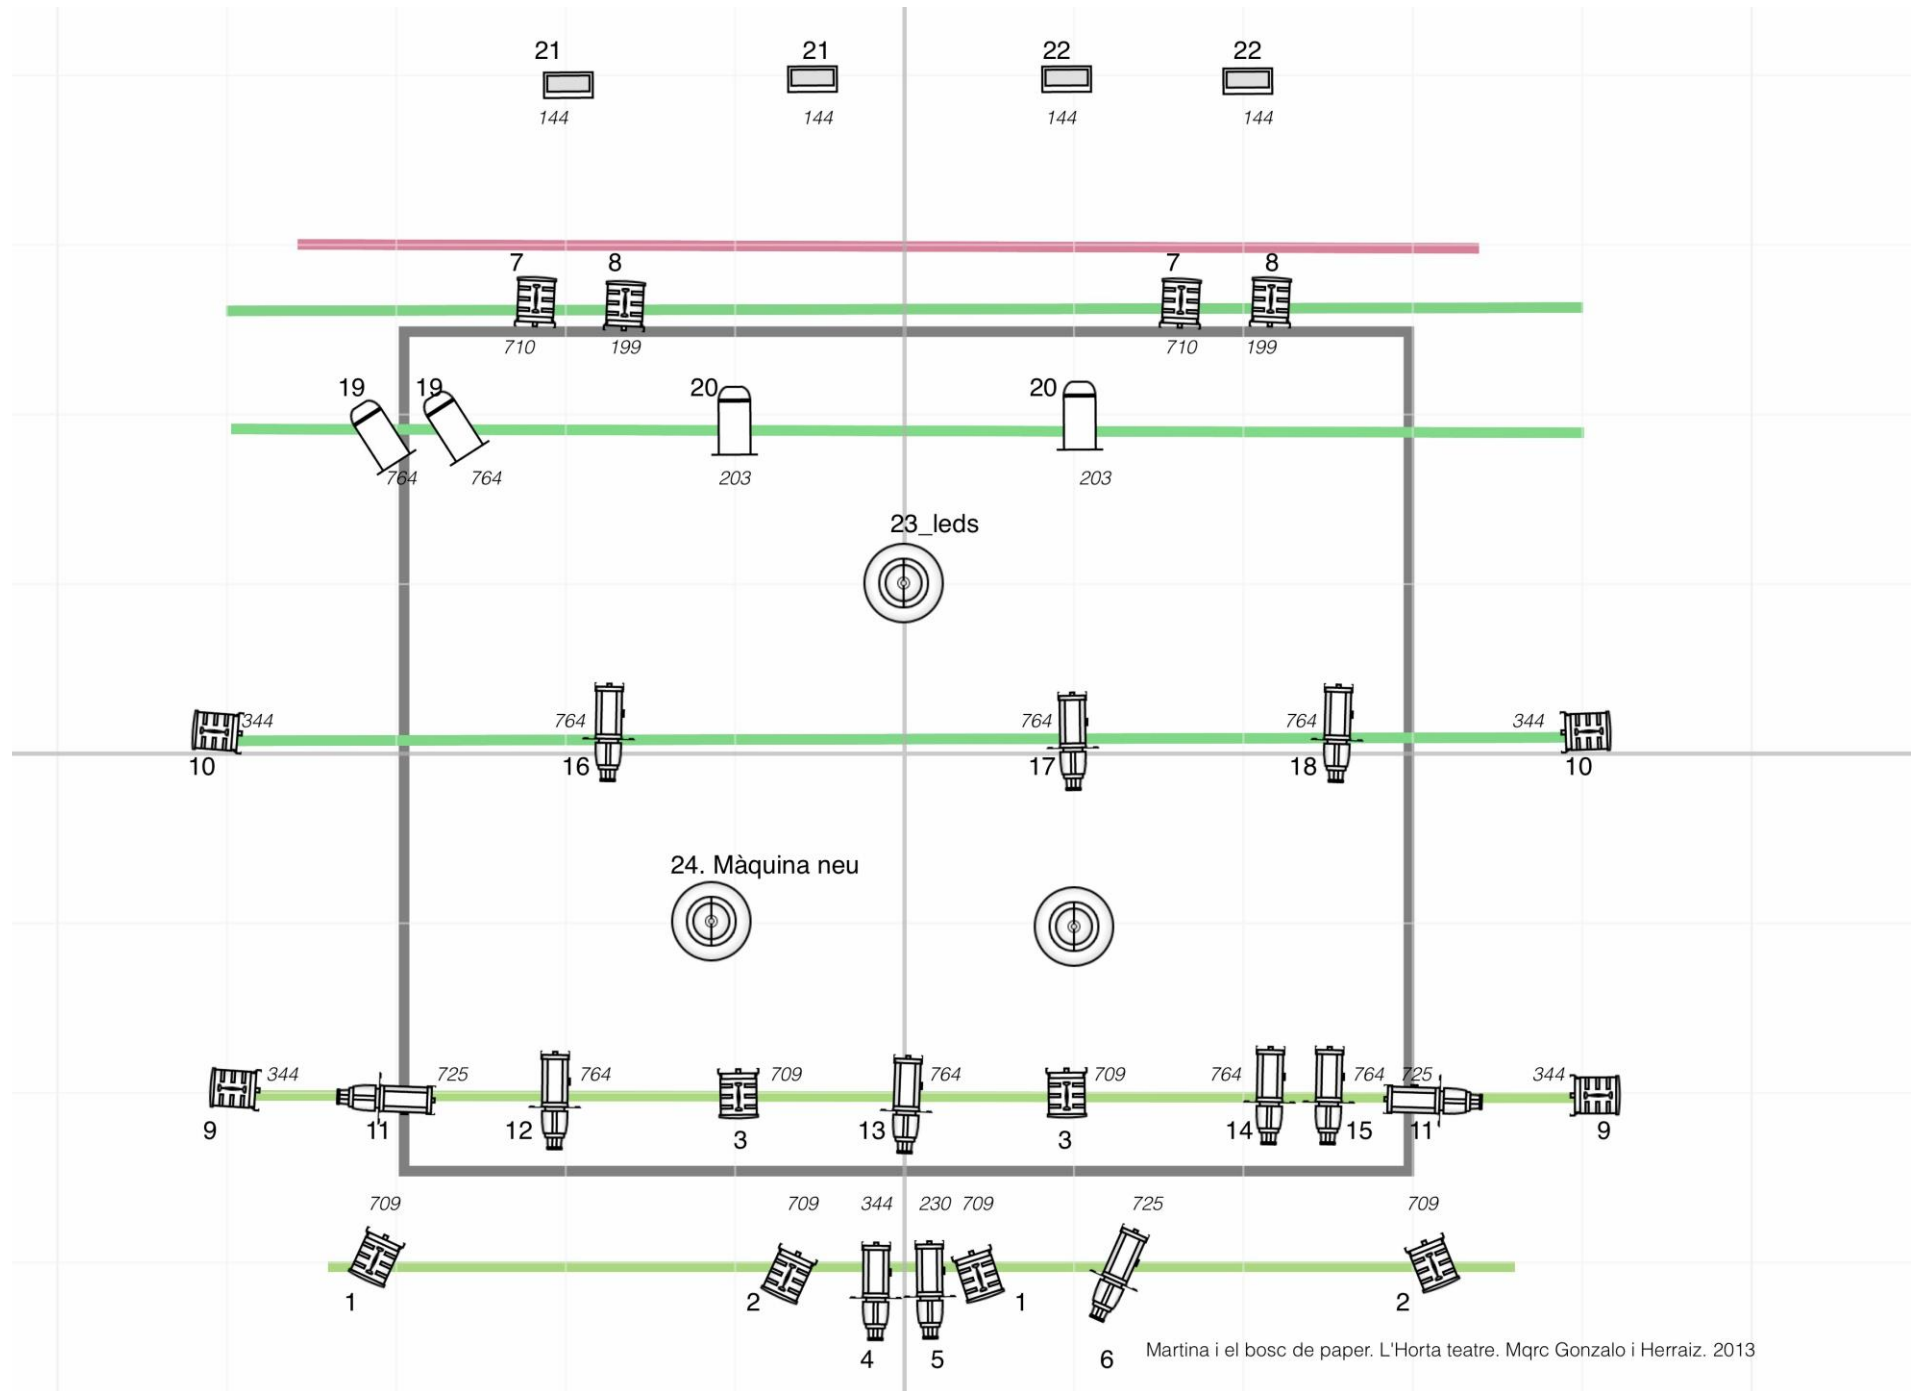 21 21 22 22
144 144 144 144
7 8 7 8
710 199 710 199
19 19 20 20
764 764 203 203
23_leds
344 764 764 764 344
10 16 17 18 10
24. Màquina neu
344 725 764 709 764 709 764 764 725 344
9 11 12 3 13 3 14 15 11 9
709 709 344 230 709 725 709
1 2 1 2
4 5 6
Martina i el bosc de paper. L'Horta teatre. Mqrc Gonzalo i Herraiz. 2013